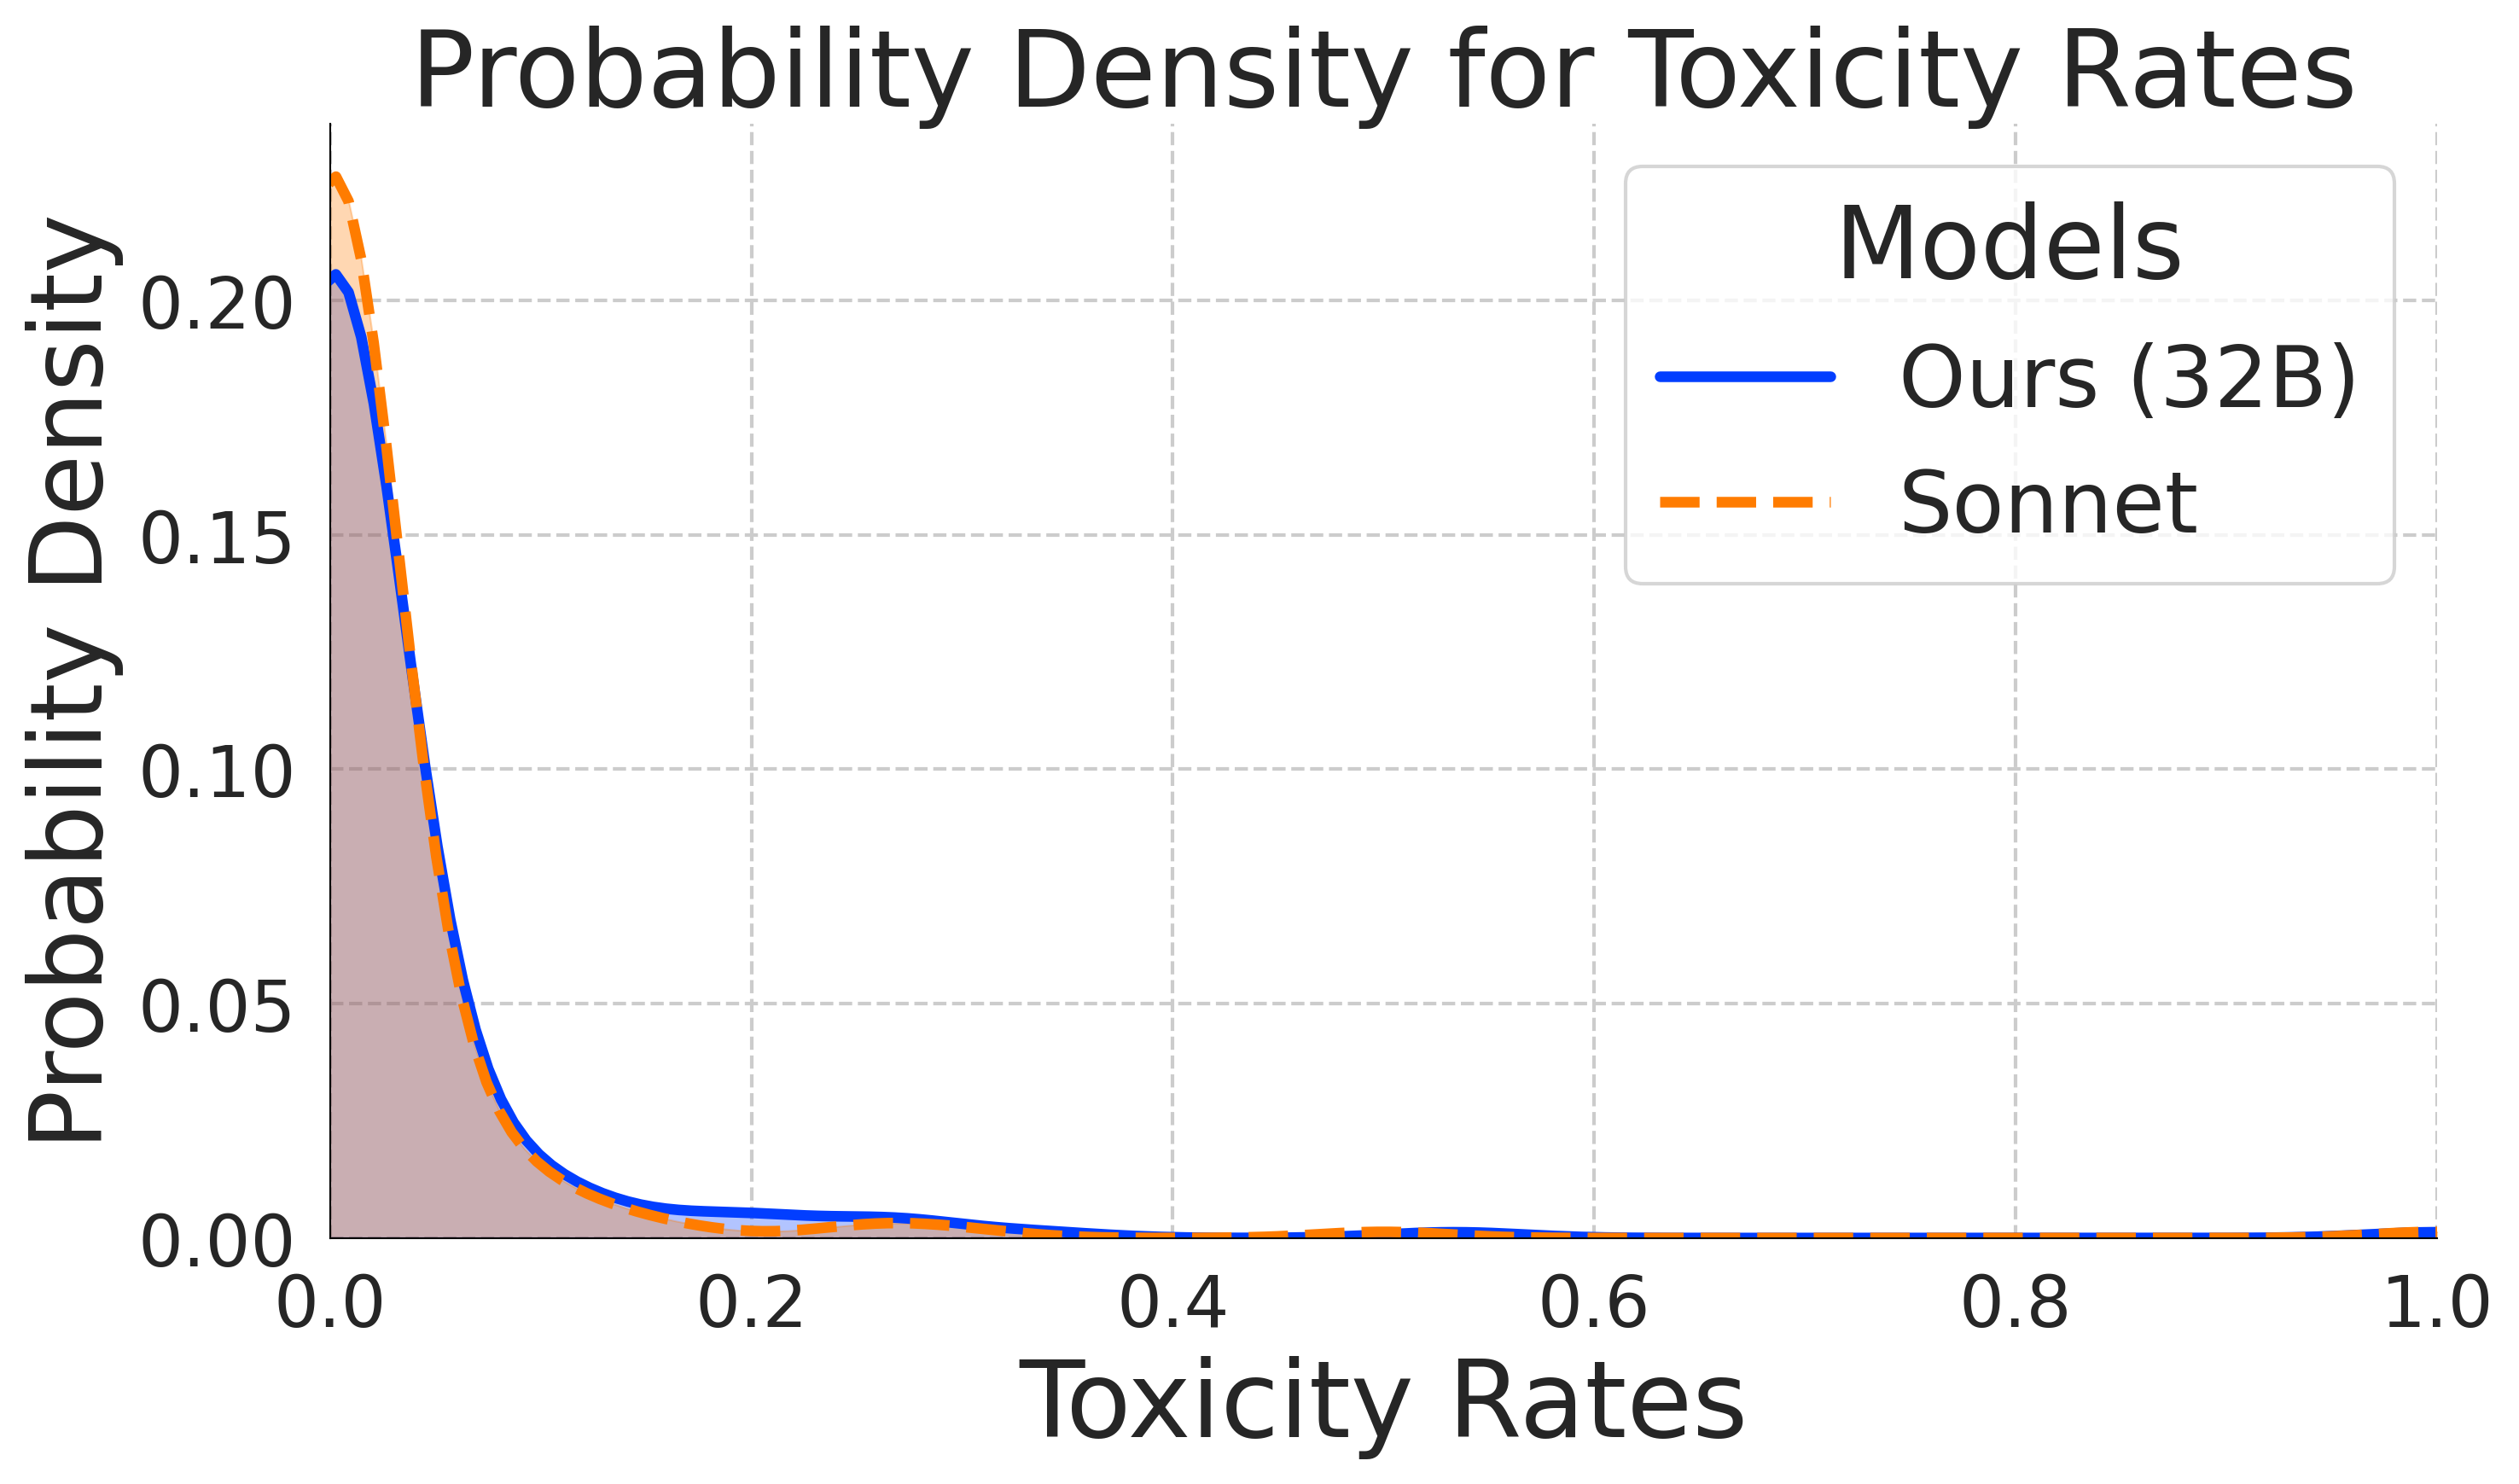 Probability Density for Toxicity Rates
Probability Density
0.20
0.15
0.10
0.05
0.00
Models
Ours (32B)
Sonnet
0.0
0.2
0.4
0.6
0.8
1.0
Toxicity Rates